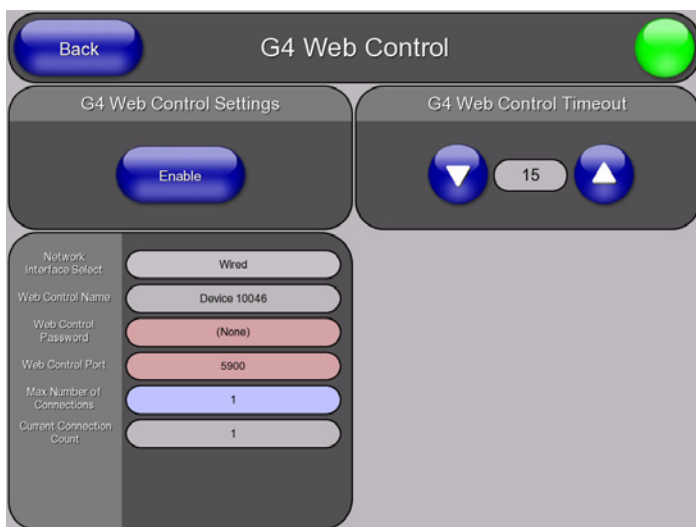 Back
G4 Web Control
G4 Web Control Settings
Enable
G4 Web Control Timeout
15
Network
Interface Select
Wired
Web Control Name
Device 10046
Web Control
Password
(None)
Web Control Port
5900
Max Number of
Connections
1
Current Connection
Count
1